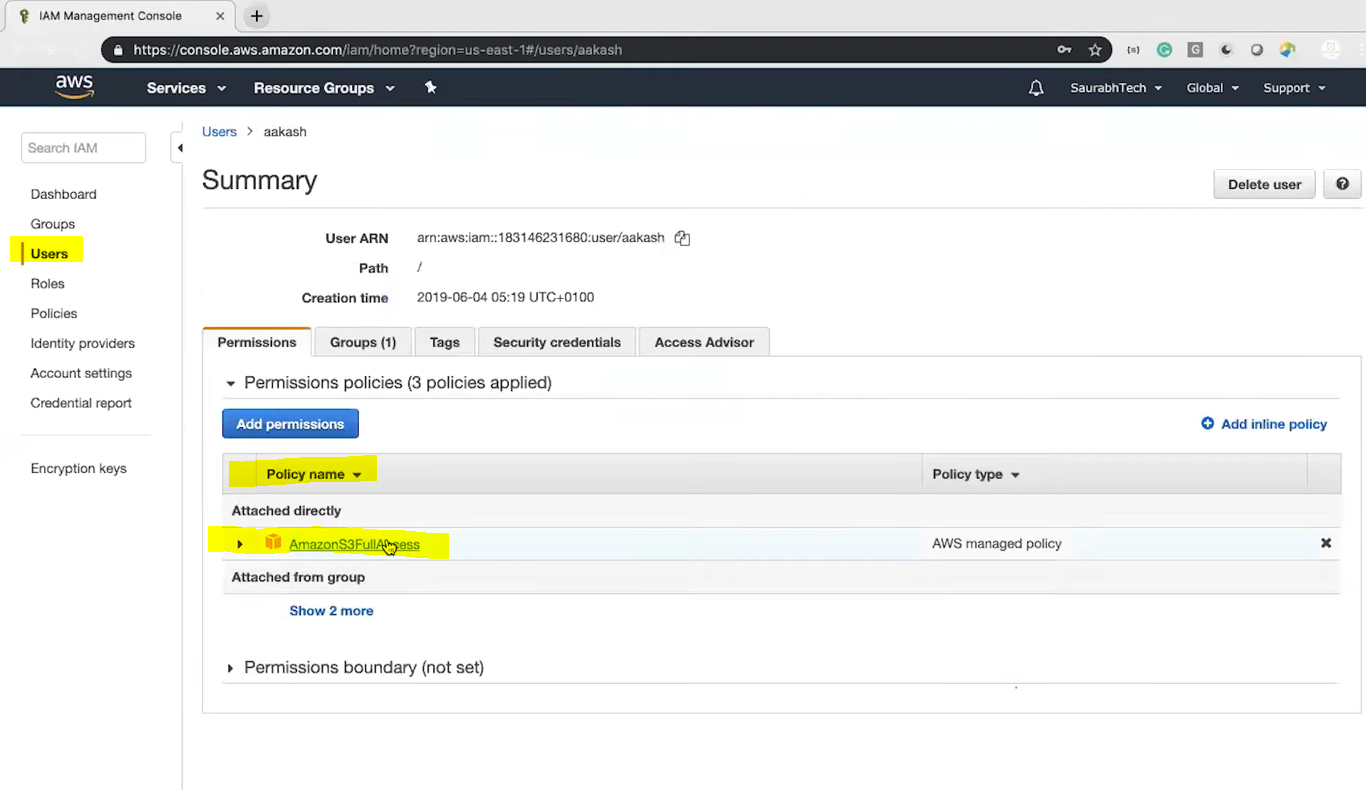 IAM Management Console
https://console.aws.amazon.com/iam/home?region=us-east-1#/users/aakash
aws Services Resource Groups SaurabhTech Global Support
Search IAM
Dashboard
Groups
Users
Roles
Policies
Identity providers
Account settings
Credential report
Encryption keys
Users > aakash
Summary
Delete user
User ARN arn:aws:iam::183146231680:user/aakash
Path /
Creation time 2019-06-04 05:19 UTC+0100
Permissions Groups (1) Tags Security credentials Access Advisor
Permissions policies (3 policies applied)
Add permissions Add inline policy
Policy name Policy type
Attached directly
AmazonS3FullAccess AWS managed policy
Attached from group
Show 2 more
Permissions boundary (not set)